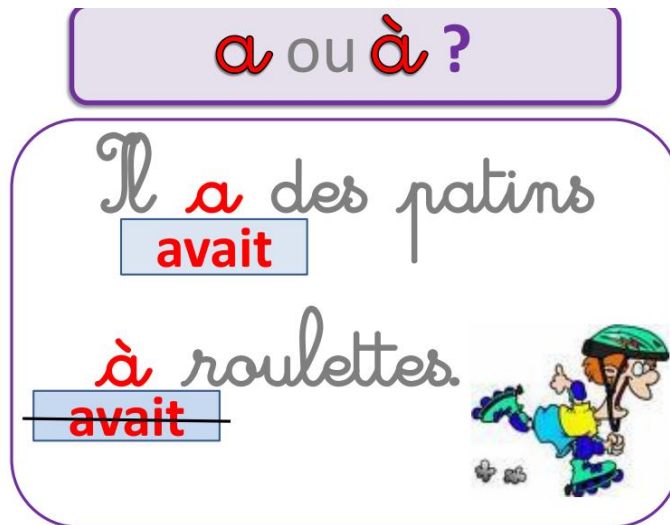 a ou à ?
Il a des patins
avait
à roulettes.
avait